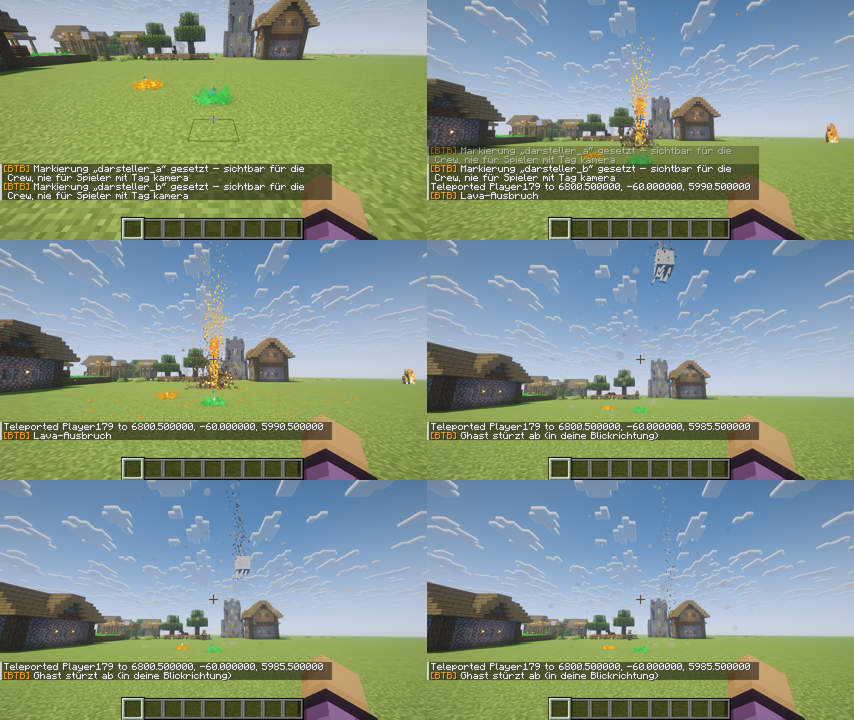 [BTB] Markierung „darsteller_a“ gesetzt – sichtbar für die
Crew, nie für Spieler mit Tag kamera
[BTB] Markierung „darsteller_b“ gesetzt – sichtbar für die
Crew, nie für Spieler mit Tag kamera
[BTB] Markierung „darsteller_a“ gesetzt – sichtbar für die
Crew, nie für Spieler mit Tag kamera
[BTB] Markierung „darsteller_b“ gesetzt – sichtbar für die
Crew, nie für Spieler mit Tag kamera
Teleported Player179 to 6800.500000, -60.000000, 5990.500000
[BTB] Lava-Ausbruch
Teleported Player179 to 6800.500000, -60.000000, 5990.500000
[BTB] Lava-Ausbruch
Teleported Player179 to 6800.500000, -60.000000, 5985.500000
[BTB] Ghast stürzt ab (in deine Blickrichtung)
Teleported Player179 to 6800.500000, -60.000000, 5985.500000
[BTB] Ghast stürzt ab (in deine Blickrichtung)
Teleported Player179 to 6800.500000, -60.000000, 5985.500000
[BTB] Ghast stürzt ab (in deine Blickrichtung)